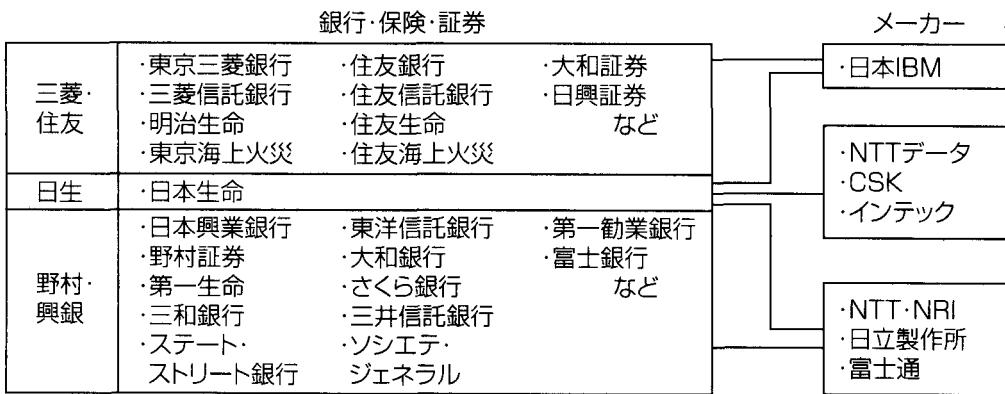 銀行・保険・証券
メーカー
三菱・
住友
・東京三菱銀行
・三菱信託銀行
・明治生命
・東京海上火災
・住友銀行
・住友信託銀行
・住友生命
・住友海上火災
・大和証券
・日興証券
など
日生
・日本生命
野村・
興銀
・日本興業銀行
・野村証券
・第一生命
・三和銀行
・ステート・
ストリート銀行
・東洋信託銀行
・大和銀行
・さくら銀行
・三井信託銀行
・ソシエテ・
ジェネラル
・第一勧業銀行
・富士銀行
など
・日本IBM
・NTTデータ
・CSK
・インテック
・NTT・NRI
・日立製作所
・富士通